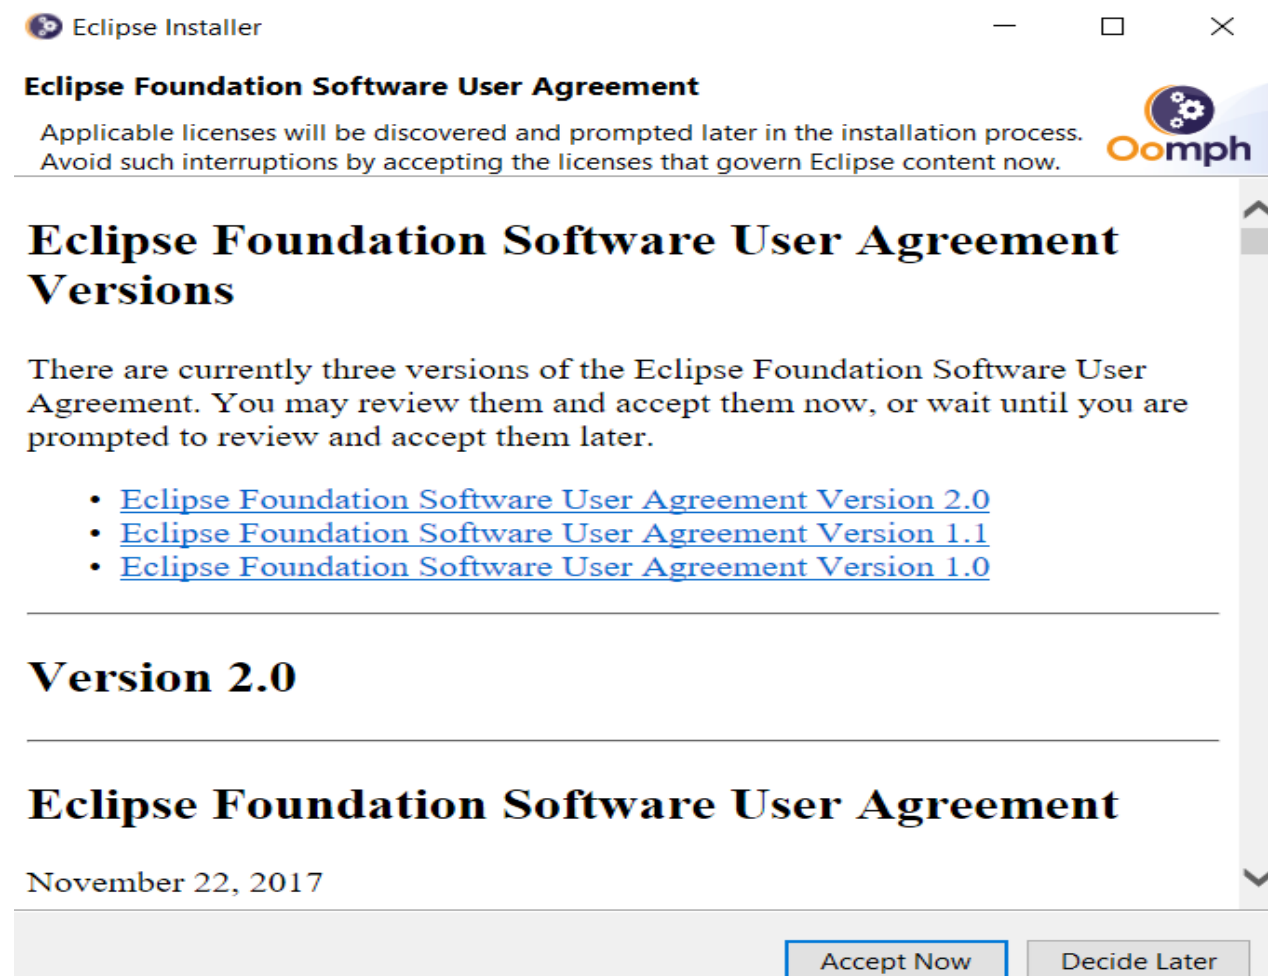 Eclipse Installer
Eclipse Foundation Software User Agreement
Applicable licenses will be discovered and prompted later in the installation process.
Avoid such interruptions by accepting the licenses that govern Eclipse content now.
Oomph
Eclipse Foundation Software User Agreement
Versions
There are currently three versions of the Eclipse Foundation Software User
Agreement. You may review them and accept them now, or wait until you are
prompted to review and accept them later.
• Eclipse Foundation Software User Agreement Version 2.0
• Eclipse Foundation Software User Agreement Version 1.1
• Eclipse Foundation Software User Agreement Version 1.0
Version 2.0
Eclipse Foundation Software User Agreement
November 22, 2017
Accept Now
Decide Later